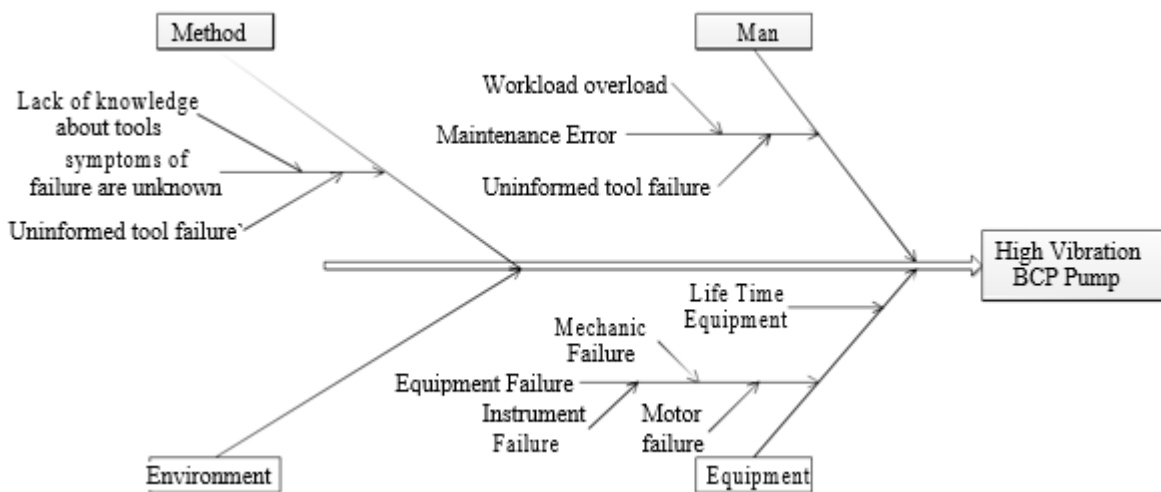 Method
Man
Workload overload
Lack of knowledge
about tools
Maintenance Error
symptoms of
failure are unknown
Uninformed tool failure
Uninformed tool failure`
High Vibration
BCP Pump
Life Time
Equipment
Mechanic
Failure
Equipment Failure
Instrument
Failure
Motor
failure
Environment
Equipment